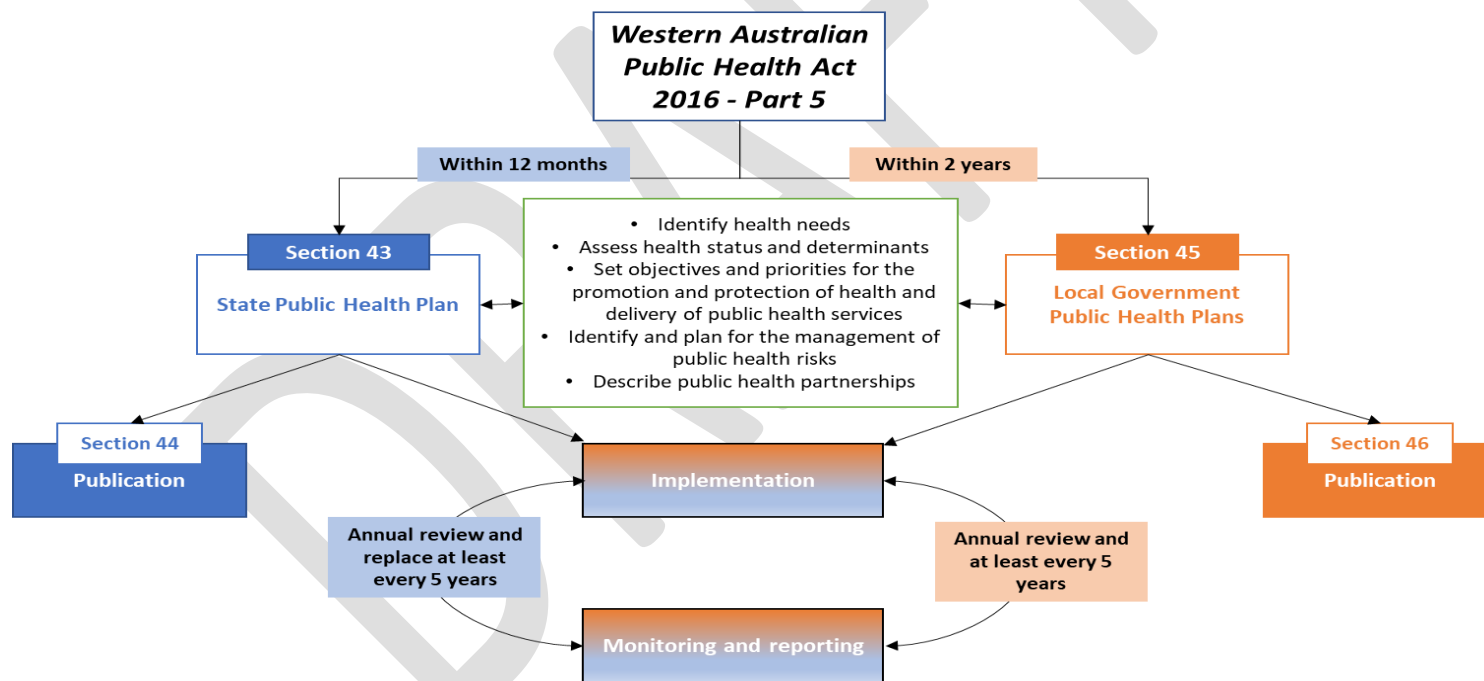 Western Australian
Public Health Act
2016 - Part 5
Within 12 months
Within 2 years
• Identify health needs
• Assess health status and determinants
• Set objectives and priorities for the
promotion and protection of health and
delivery of public health services
• Identify and plan for the management of
public health risks
• Describe public health partnerships
Section 43
State Public Health Plan
Section 45
Local Government
Public Health Plans
Section 44
Publication
Implementation
Section 46
Publication
Annual review and
replace at least
every 5 years
Annual review and
at least every 5
years
Monitoring and reporting
DRAFT